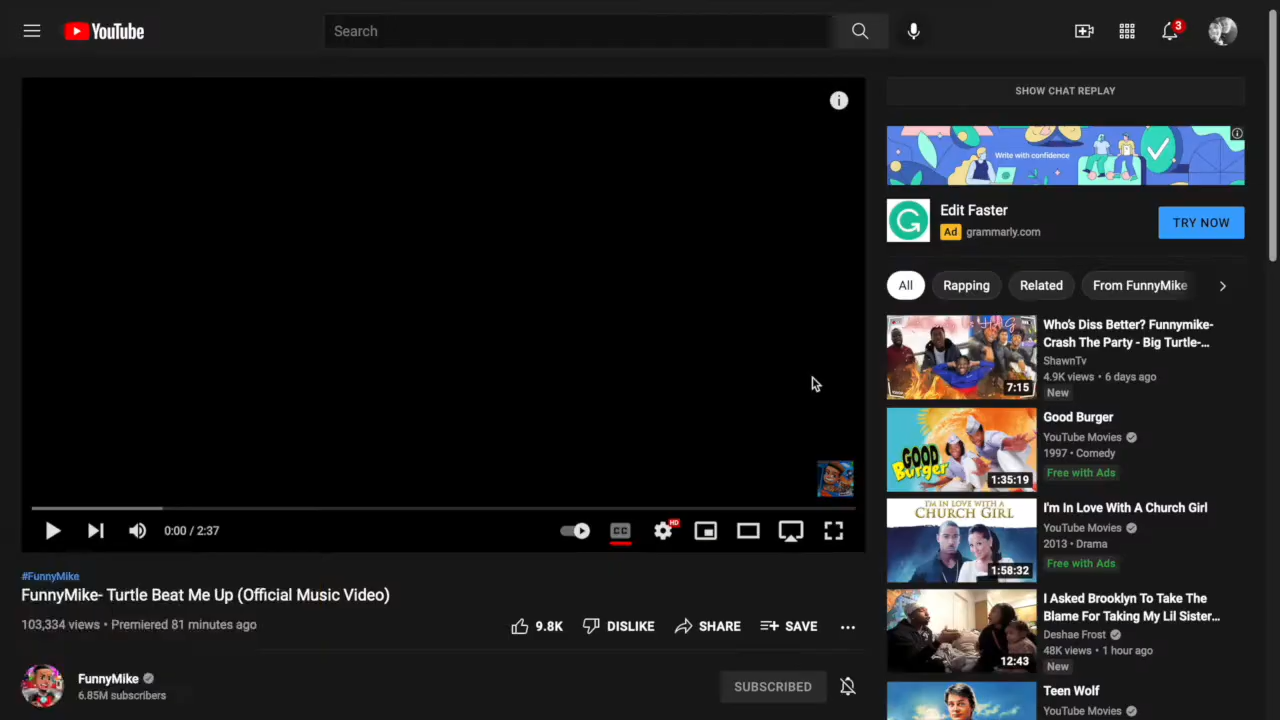 YouTube
Search
3
SHOW CHAT REPLAY
Write with confidence
Edit Faster
TRY NOW
Ad grammarly.com
All Rapping Related From FunnyMike
Who's Diss Better? Funnymike-
Crash The Party - Big Turtle-...
ShawnTv
4.9K views • 6 days ago
7:15
New
Good Burger
YouTube Movies
1997 • Comedy
GOOD
Burger
Free with Ads
1:35:19
I'M IN LOVE WITH A
CHURCH GIRL
I'm In Love With A Church Girl
YouTube Movies
2013 • Drama
Free with Ads
1:58:32
I Asked Brooklyn To Take The
Blame For Taking My Lil Sister...
Deshae Frost
48K views • 1 hour ago
12:43
New
Teen Wolf
YouTube Movies
0:00 / 2:37
CC
HD
#FunnyMike
FunnyMike- Turtle Beat Me Up (Official Music Video)
103,334 views • Premiered 81 minutes ago
9.8K DISLIKE SHARE SAVE
FunnyMike
6.85M subscribers
SUBSCRIBED